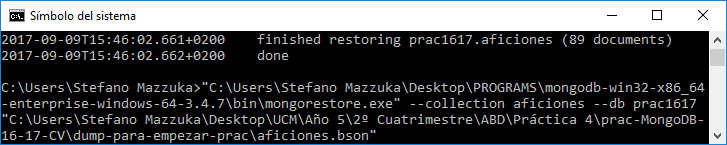 Símbolo del sistema
2017-09-09T15:46:02.661+0200    finished restoring prac1617.aficiones (89 documents)
2017-09-09T15:46:02.662+0200    done
C:\Users\Stefano Mazzuka>"C:\Users\Stefano Mazzuka\Desktop\PROGRAMS\mongodb-win32-x86_64
-enterprise-windows-64-3.4.7\bin\mongorestore.exe" --collection aficiones --db prac1617
"C:\Users\Stefano Mazzuka\Desktop\UCM\Año 5\2º Cuatrimestre\ABD\Práctica 4\prac-MongoDB-
16-17-CV\dump-para-empezar-prac\aficiones.bson"